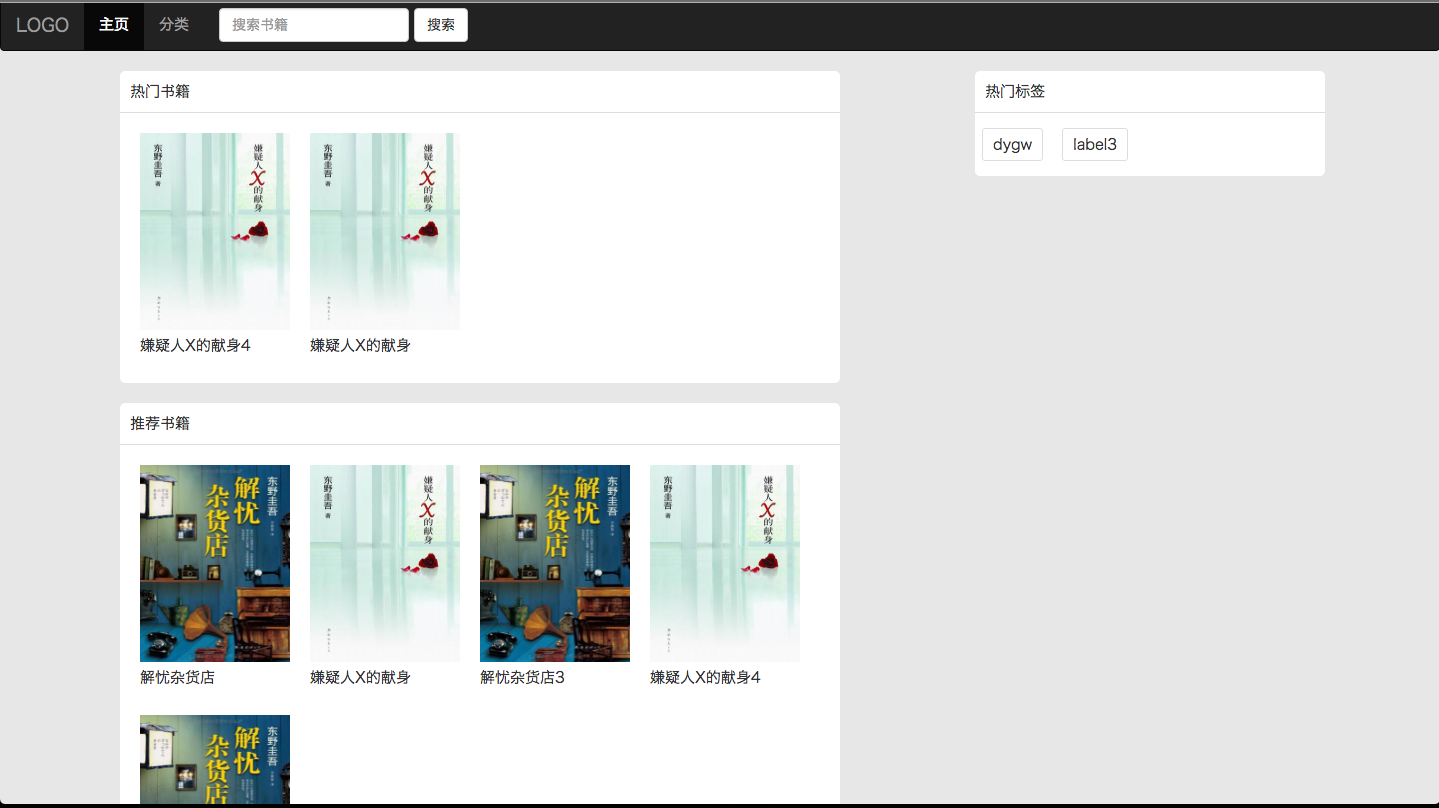 LOGO 主页 分类 搜索书籍 搜索
热门书籍
东野圭吾 著
嫌疑人X的献身
东野圭吾 著
嫌疑人X的献身
嫌疑人X的献身4 嫌疑人X的献身
热门标签
dygw label3
推荐书籍
东野圭吾
解忧
杂货店
东野圭吾 著
嫌疑人X的献身
东野圭吾
解忧
杂货店
东野圭吾 著
嫌疑人X的献身
解忧杂货店 嫌疑人X的献身 解忧杂货店3 嫌疑人X的献身4
东野圭吾
解忧
杂货店